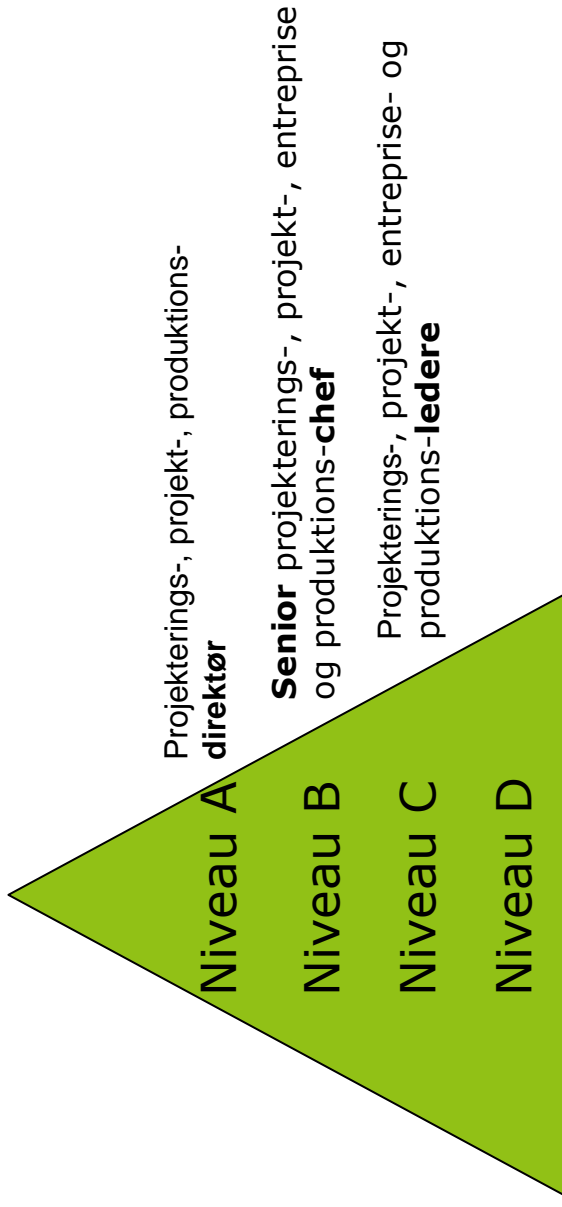 Projekterings-, projekt-, produktions-
direktør
Niveau A
Senior projekterings-, projekt-, entreprise
og produktions-chef
Niveau B
Projekterings-, projekt-, entreprise- og
produktions-ledere
Niveau C
Niveau D